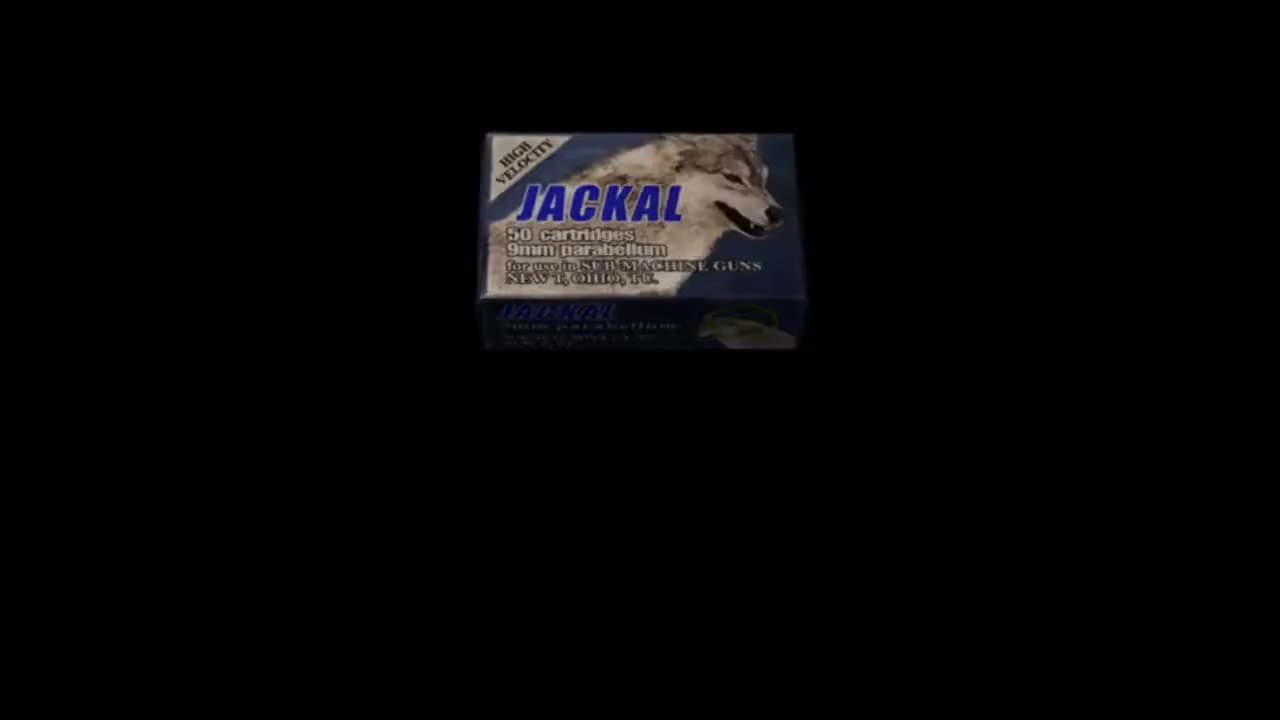 HIGH
VELOCITY
JACKAL
50 cartridges
9mm parabellum
for use in SUB MACHINE GUNS
NEWT, OHIO, TC.
JACKAL
9mm parabellum